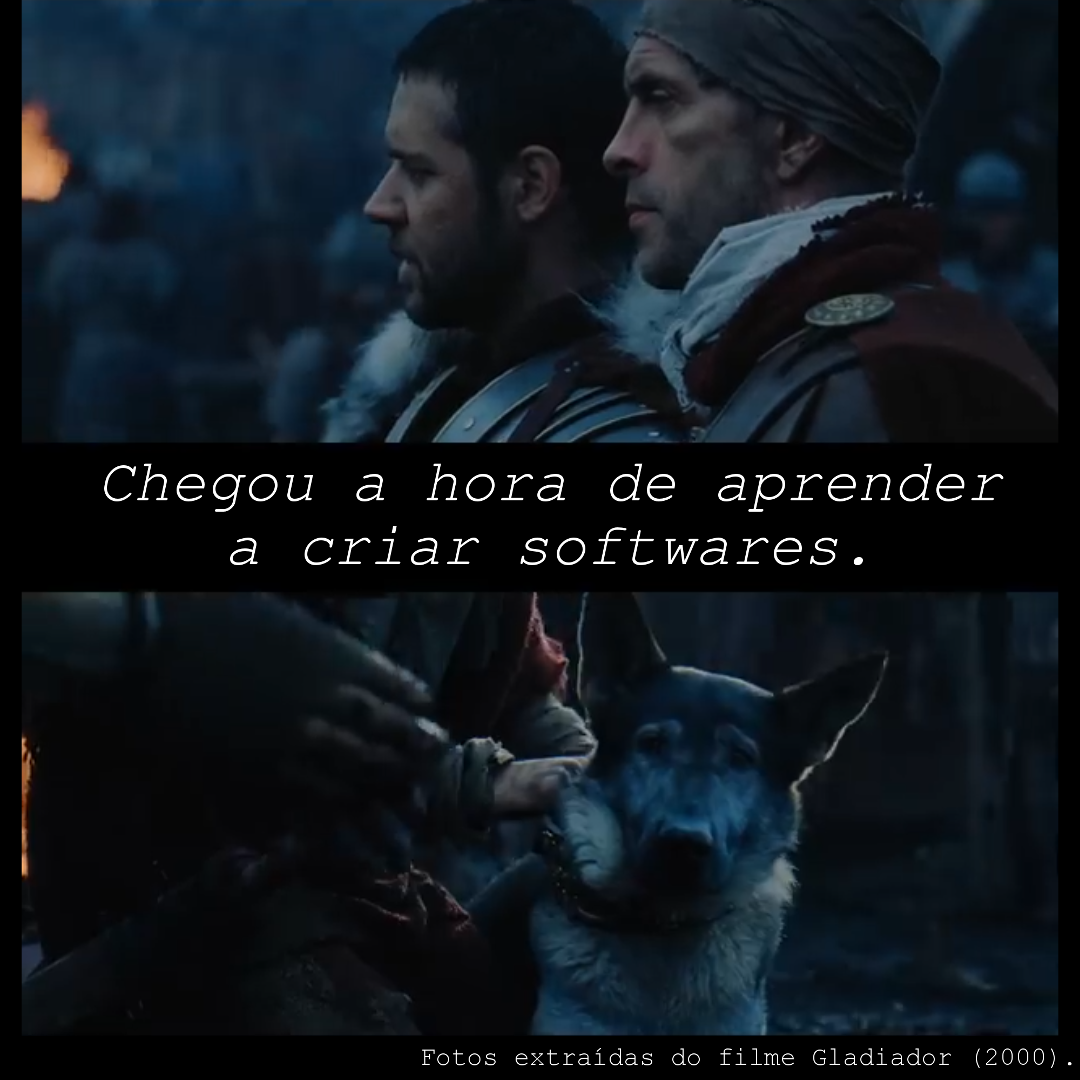 Chegou a hora de aprender
a criar softwares.
Fotos extraídas do filme Gladiador (2000).